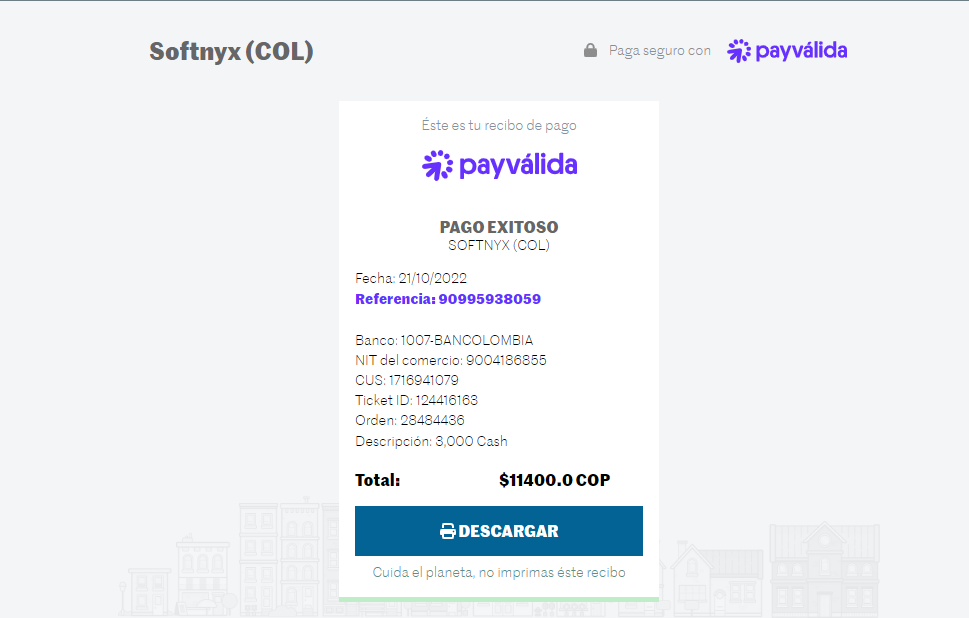 Softnyx (COL)
Paga seguro con payválida
Éste es tu recibo de pago
payválida
PAGO EXITOSO
SOFTNYX (COL)
Fecha: 21/10/2022
Referencia: 90995938059
Banco: 1007-BANCOLOMBIA
NIT del comercio: 9004186855
CUS: 1716941079
Ticket ID: 124416163
Orden: 28484436
Descripción: 3,000 Cash
Total: $11400.0 COP
DESCARGAR
Cuida el planeta, no imprimas éste recibo